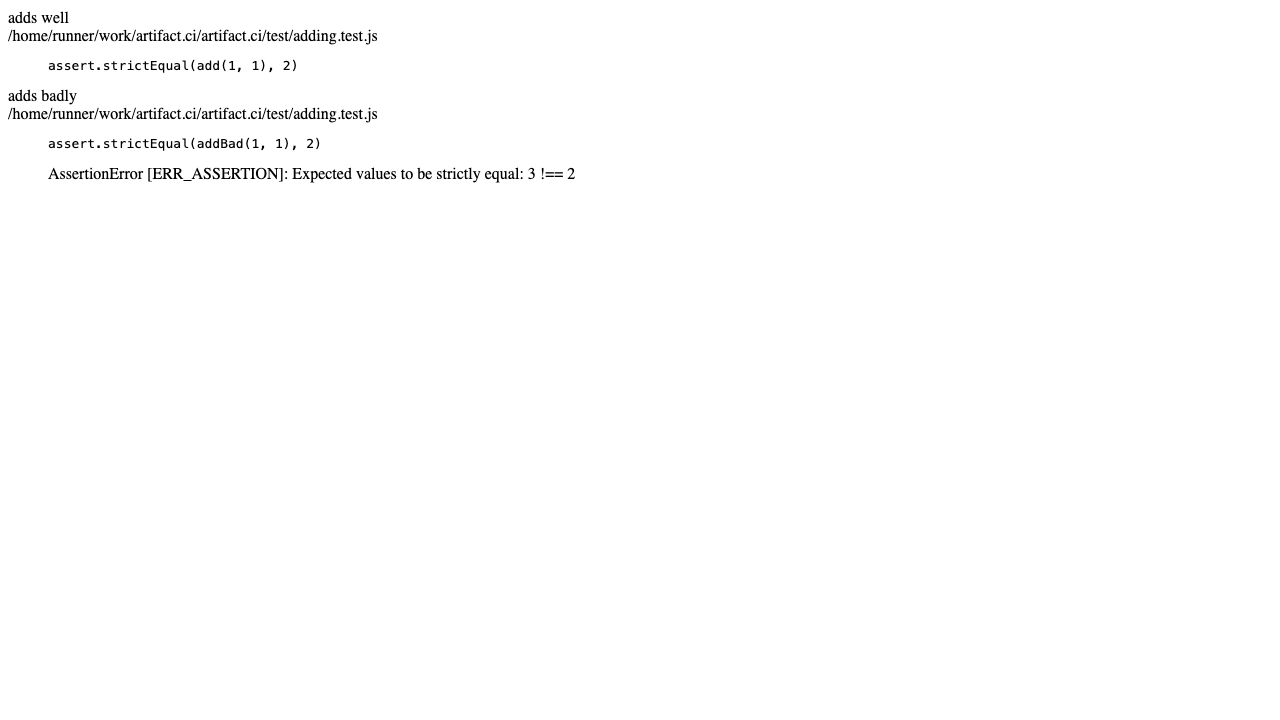 adds well
/home/runner/work/artifact.ci/artifact.ci/test/adding.test.js
assert.strictEqual(add(1, 1), 2)
adds badly
/home/runner/work/artifact.ci/artifact.ci/test/adding.test.js
assert.strictEqual(addBad(1, 1), 2)
AssertionError [ERR_ASSERTION]: Expected values to be strictly equal: 3 !== 2